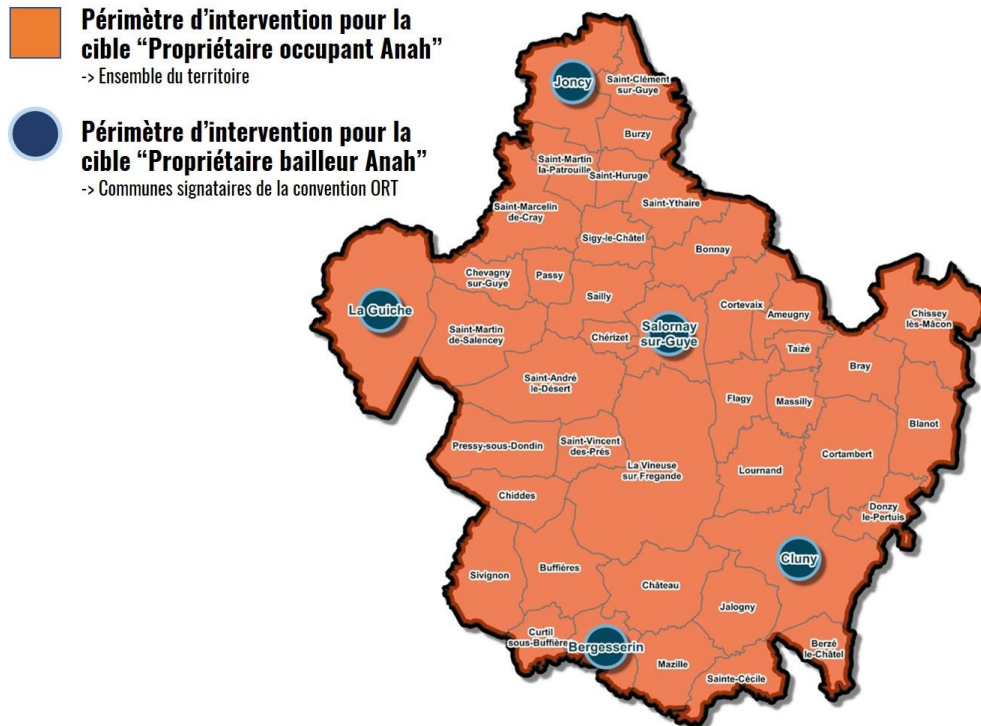 Périmètre d’intervention pour la
cible “Propriétaire occupant Anah”
-> Ensemble du territoire
Périmètre d’intervention pour la
cible “Propriétaire bailleur Anah”
-> Communes signataires de la convention ORT
Joncy
Saint-Clément
sur-Guye
Burzy
Saint-Martin
la-Patrouille
Saint-Huruge
Saint-Marcelin
de-Cray
Saint-Ythaire
Sigy-le-Châtel
Bonnay
Chevagny
sur-Guye
Passy
Sailly
La Guiche
Cortevaix
Ameugny
Chissey
lès-Mâcon
Saint-Martin
de-Salencey
Chérizet
Salornay
sur-Guye
Taizé
Bray
Saint-André
le-Désert
Flagy
Massilly
Blanot
Pressy-sous-Dondin
Saint-Vincent
des-Prés
La Vineuse
sur Fregande
Lournand
Cortambert
Chiddes
Donzy
le-Pertuis
Cluny
Sivignon
Buffières
Château
Jalogny
Curtil
sous-Buffière
Bergesserin
Mazille
Berzé
le-Châtel
Sainte-Cécile